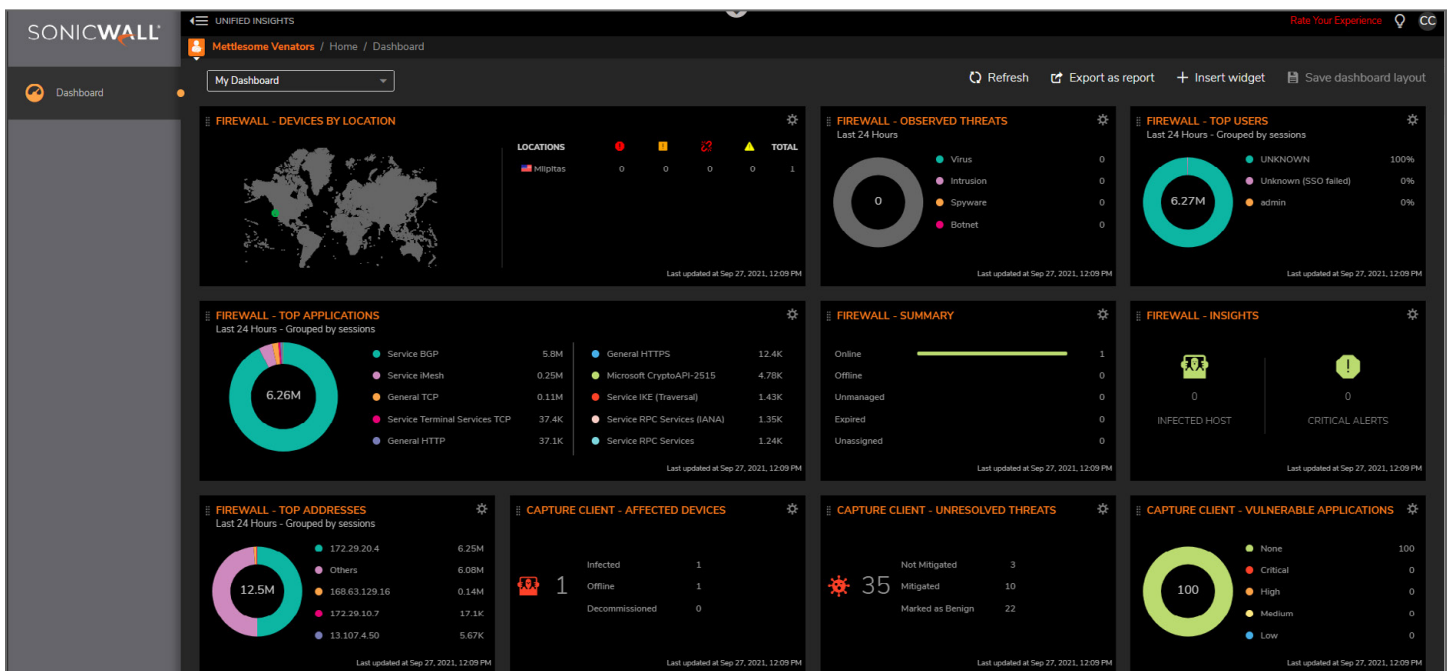 SONICWALL
UNIFIED INSIGHTS
Rate Your Experience
CC
Mettlesome Venators / Home / Dashboard
Dashboard
My Dashboard
Refresh
Export as report
Insert widget
Save dashboard layout
FIREWALL - DEVICES BY LOCATION
LOCATIONS TOTAL
Milpitas 0 0 0 0 1
Last updated at Sep 27, 2021, 12:09 PM
FIREWALL - OBSERVED THREATS
Last 24 Hours
0
Virus 0
Intrusion 0
Spyware 0
Botnet 0
Last updated at Sep 27, 2021, 12:09 PM
FIREWALL - TOP USERS
Last 24 Hours - Grouped by sessions
6.27M
UNKNOWN 100%
Unknown (SSO failed) 0%
admin 0%
Last updated at Sep 27, 2021, 12:09 PM
FIREWALL - TOP APPLICATIONS
Last 24 Hours - Grouped by sessions
6.26M
Service BGP 5.8M
Service iMesh 0.25M
General TCP 0.11M
Service Terminal Services TCP 37.4K
General HTTP 37.1K
General HTTPS 12.4K
Microsoft CryptoAPI-2515 4.78K
Service IKE (Traversal) 1.43K
Service RPC Services (IANA) 1.35K
Service RPC Services 1.24K
Last updated at Sep 27, 2021, 12:09 PM
FIREWALL - SUMMARY
Online 1
Offline 0
Unmanaged 0
Expired 0
Unassigned 0
Last updated at Sep 27, 2021, 12:09 PM
FIREWALL - INSIGHTS
0
INFECTED HOST
0
CRITICAL ALERTS
Last updated at Sep 27, 2021, 12:09 PM
FIREWALL - TOP ADDRESSES
Last 24 Hours - Grouped by sessions
12.5M
172.29.20.4 6.25M
Others 6.08M
168.63.129.16 0.14M
172.29.10.7 17.1K
13.107.4.50 5.67K
Last updated at Sep 27, 2021, 12:09 PM
CAPTURE CLIENT - AFFECTED DEVICES
1
Infected 1
Offline 1
Decommissioned 0
Last updated at Sep 27, 2021, 12:09 PM
CAPTURE CLIENT - UNRESOLVED THREATS
35
Not Mitigated 3
Mitigated 10
Marked as Benign 22
Last updated at Sep 27, 2021, 12:09 PM
CAPTURE CLIENT - VULNERABLE APPLICATIONS
100
None 100
Critical 0
High 0
Medium 0
Low 0
Last updated at Sep 27, 2021, 12:09 PM